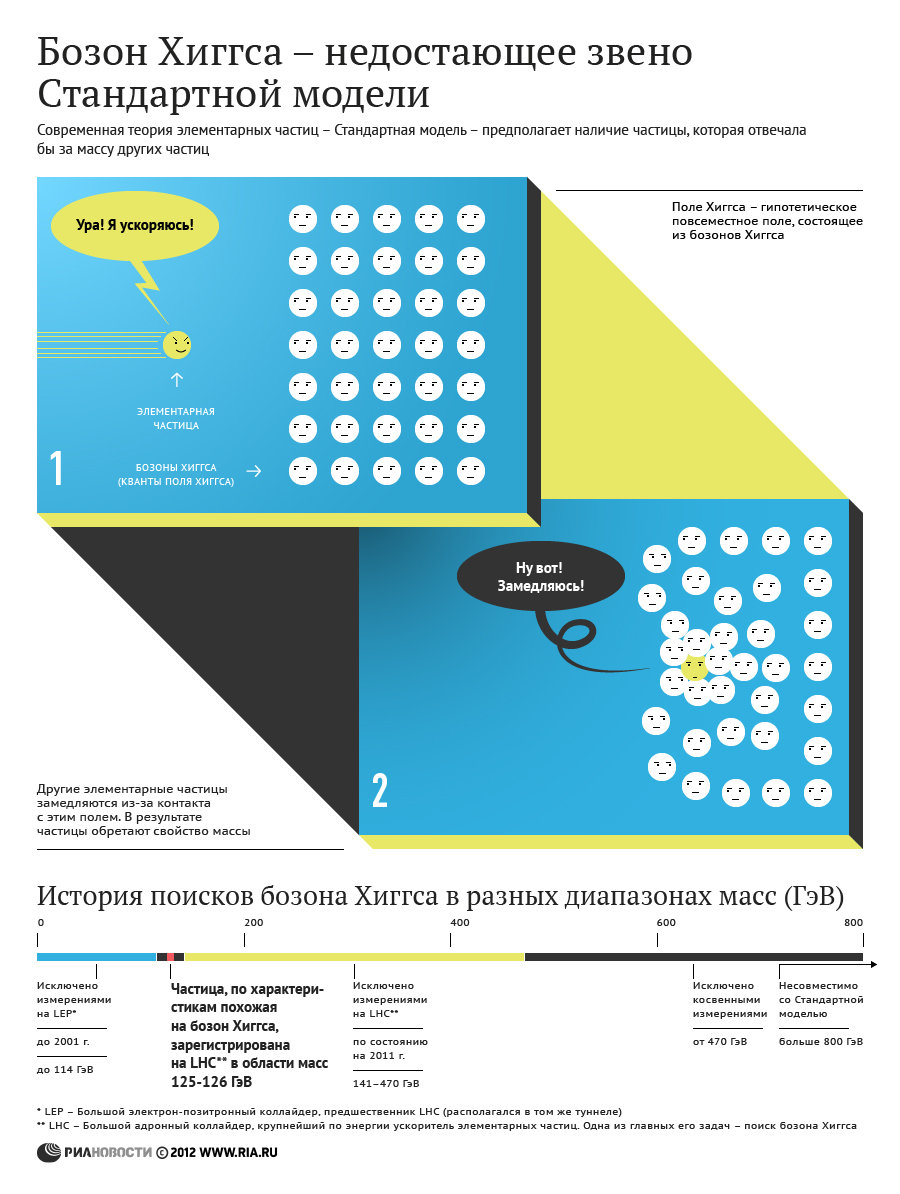 Бозон Хиггса – недостающее звено
Стандартной модели
Современная теория элементарных частиц – Стандартная модель – предполагает наличие частицы, которая отвечала
бы за массу других частиц
Ура! Я ускоряюсь!
Поле Хиггса – гипотетическое
повсеместное поле, состоящее
из бозонов Хиггса
ЭЛЕМЕНТАРНАЯ
ЧАСТИЦА
1
БОЗОНЫ ХИГГСА
(КВАНТЫ ПОЛЯ ХИГГСА)
Ну вот!
Замедляюсь!
2
Другие элементарные частицы
замедляются из-за контакта
с этим полем. В результате
частицы обретают свойство массы
История поисков бозона Хиггса в разных диапазонах масс (ГэВ)
0 200 400 600 800
Исключено
измерениями
на LEP*
до 2001 г.
до 114 ГэВ
Частица, по характери-
стикам похожая
на бозон Хиггса,
зарегистрирована
на LHC** в области масс
125-126 ГэВ
Исключено
измерениями
на LHC**
по состоянию
на 2011 г.
141–470 ГэВ
Исключено
косвенными
измерениями
от 470 ГэВ
Несовместимо
со Стандартной
моделью
больше 800 ГэВ
* LEP – Большой электрон-позитронный коллайдер, предшественник LHC (располагался в том же туннеле)
** LHC – Большой адронный коллайдер, крупнейший по энергии ускоритель элементарных частиц. Одна из главных его задач – поиск бозона Хиггса
РИАНОВОСТИ © 2012 WWW.RIA.RU